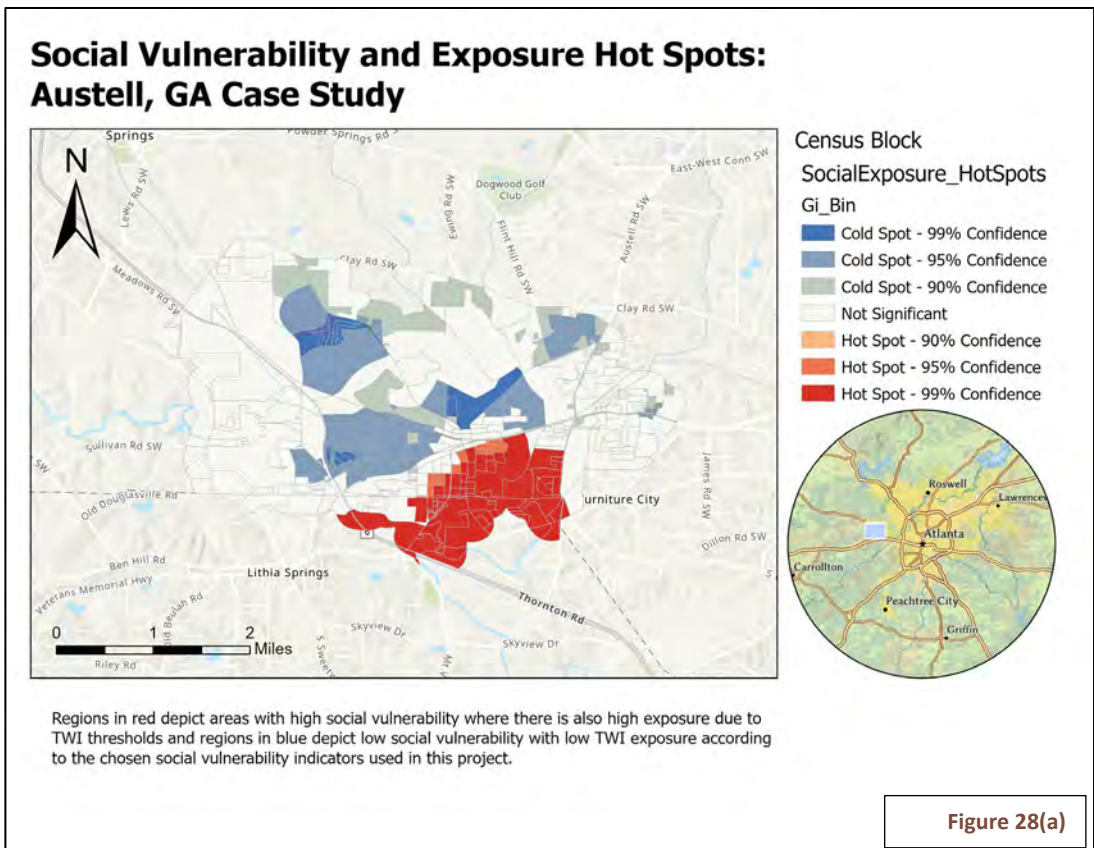 Social Vulnerability and Exposure Hot Spots:
Austell, GA Case Study
Springs
Powder Springs Rd S
East-West Conn SW
N
Lewis Rd SW
Ewing Rd SW
Dogwood Golf
Club
Flint Hill Rd SW
Austell Rd SW
Clay Rd SW
Meadows Rd SW
Clay Rd SW
Sullivan Rd SW
SW
Old Douglasville Rd
James Rd SW
urniture City
Dillon Rd SW
Ben Hill Rd
Lithia Springs
Veterans Memorial Hwy
Thornton Rd
old Beulah Rd
Skyview Dr
Skyview Dr
S Sweetw
Mt V
S
Riley Rd
0 1 2
Miles
Census Block
SocialExposure_HotSpots
Gi_Bin
Cold Spot - 99% Confidence
Cold Spot - 95% Confidence
Cold Spot - 90% Confidence
Not Significant
Hot Spot - 90% Confidence
Hot Spot - 95% Confidence
Hot Spot - 99% Confidence
Roswell
Lawrencev
Atlanta
Carrollton
Peachtree City
Griffin
Regions in red depict areas with high social vulnerability where there is also high exposure due to
TWI thresholds and regions in blue depict low social vulnerability with low TWI exposure according
to the chosen social vulnerability indicators used in this project.
Figure 28(a)